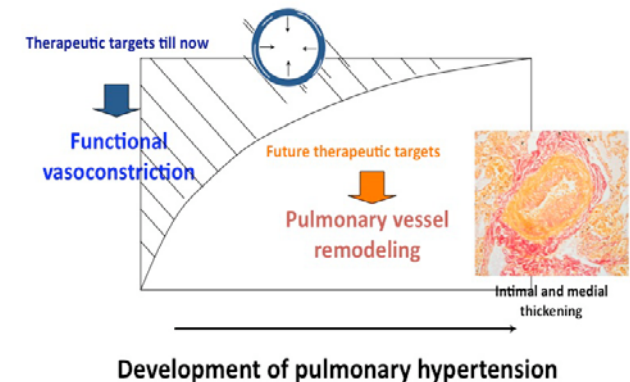 Therapeutic targets till now
Functional
vasoconstriction
Future therapeutic targets
Pulmonary vessel
remodeling
Intimal and medial
thickening
Development of pulmonary hypertension